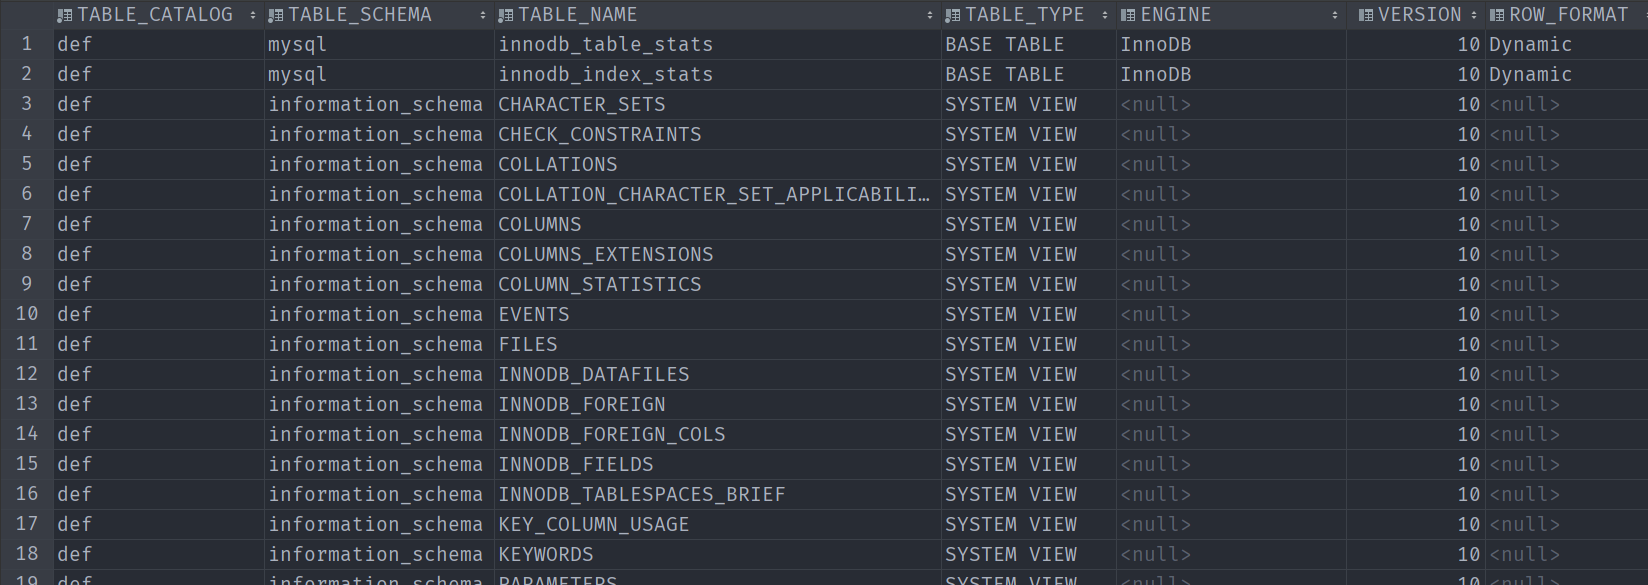 TABLE_CATALOG TABLE_SCHEMA TABLE_NAME TABLE_TYPE ENGINE VERSION ROW_FORMAT
1 def mysql innodb_table_stats BASE TABLE InnoDB 10 Dynamic
2 def mysql innodb_index_stats BASE TABLE InnoDB 10 Dynamic
3 def information_schema CHARACTER_SETS SYSTEM VIEW <null> 10 <null>
4 def information_schema CHECK_CONSTRAINTS SYSTEM VIEW <null> 10 <null>
5 def information_schema COLLATIONS SYSTEM VIEW <null> 10 <null>
6 def information_schema COLLATION_CHARACTER_SET_APPLICABILI… SYSTEM VIEW <null> 10 <null>
7 def information_schema COLUMNS SYSTEM VIEW <null> 10 <null>
8 def information_schema COLUMNS_EXTENSIONS SYSTEM VIEW <null> 10 <null>
9 def information_schema COLUMN_STATISTICS SYSTEM VIEW <null> 10 <null>
10 def information_schema EVENTS SYSTEM VIEW <null> 10 <null>
11 def information_schema FILES SYSTEM VIEW <null> 10 <null>
12 def information_schema INNODB_DATAFILES SYSTEM VIEW <null> 10 <null>
13 def information_schema INNODB_FOREIGN SYSTEM VIEW <null> 10 <null>
14 def information_schema INNODB_FOREIGN_COLS SYSTEM VIEW <null> 10 <null>
15 def information_schema INNODB_FIELDS SYSTEM VIEW <null> 10 <null>
16 def information_schema INNODB_TABLESPACES_BRIEF SYSTEM VIEW <null> 10 <null>
17 def information_schema KEY_COLUMN_USAGE SYSTEM VIEW <null> 10 <null>
18 def information_schema KEYWORDS SYSTEM VIEW <null> 10 <null>
19 def information_schema PARAMETERS SYSTEM VIEW <null> 10 <null>